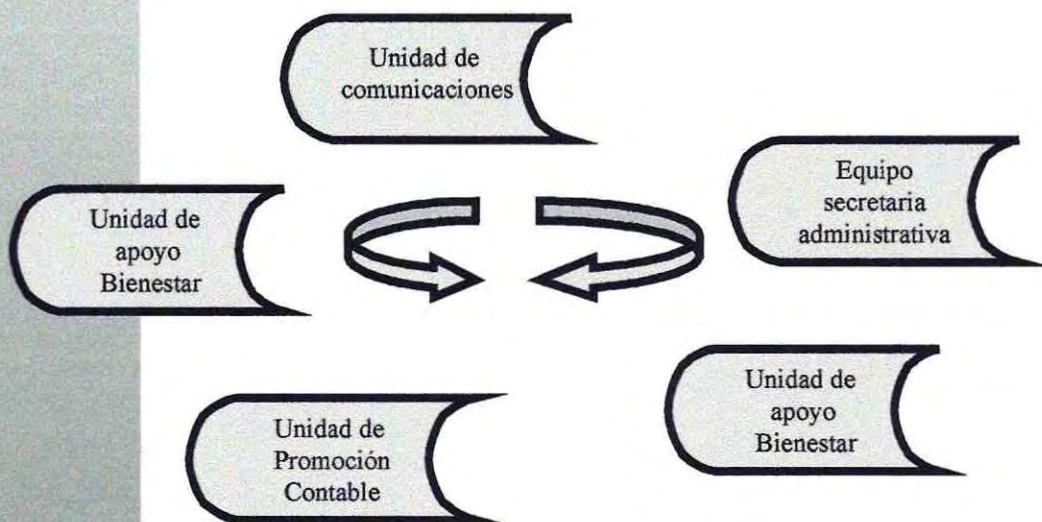 Unidad de
comunicaciones
Equipo
secretaria
administrativa
Unidad de
apoyo
Bienestar
Unidad de
apoyo
Bienestar
Unidad de
Promoción
Contable